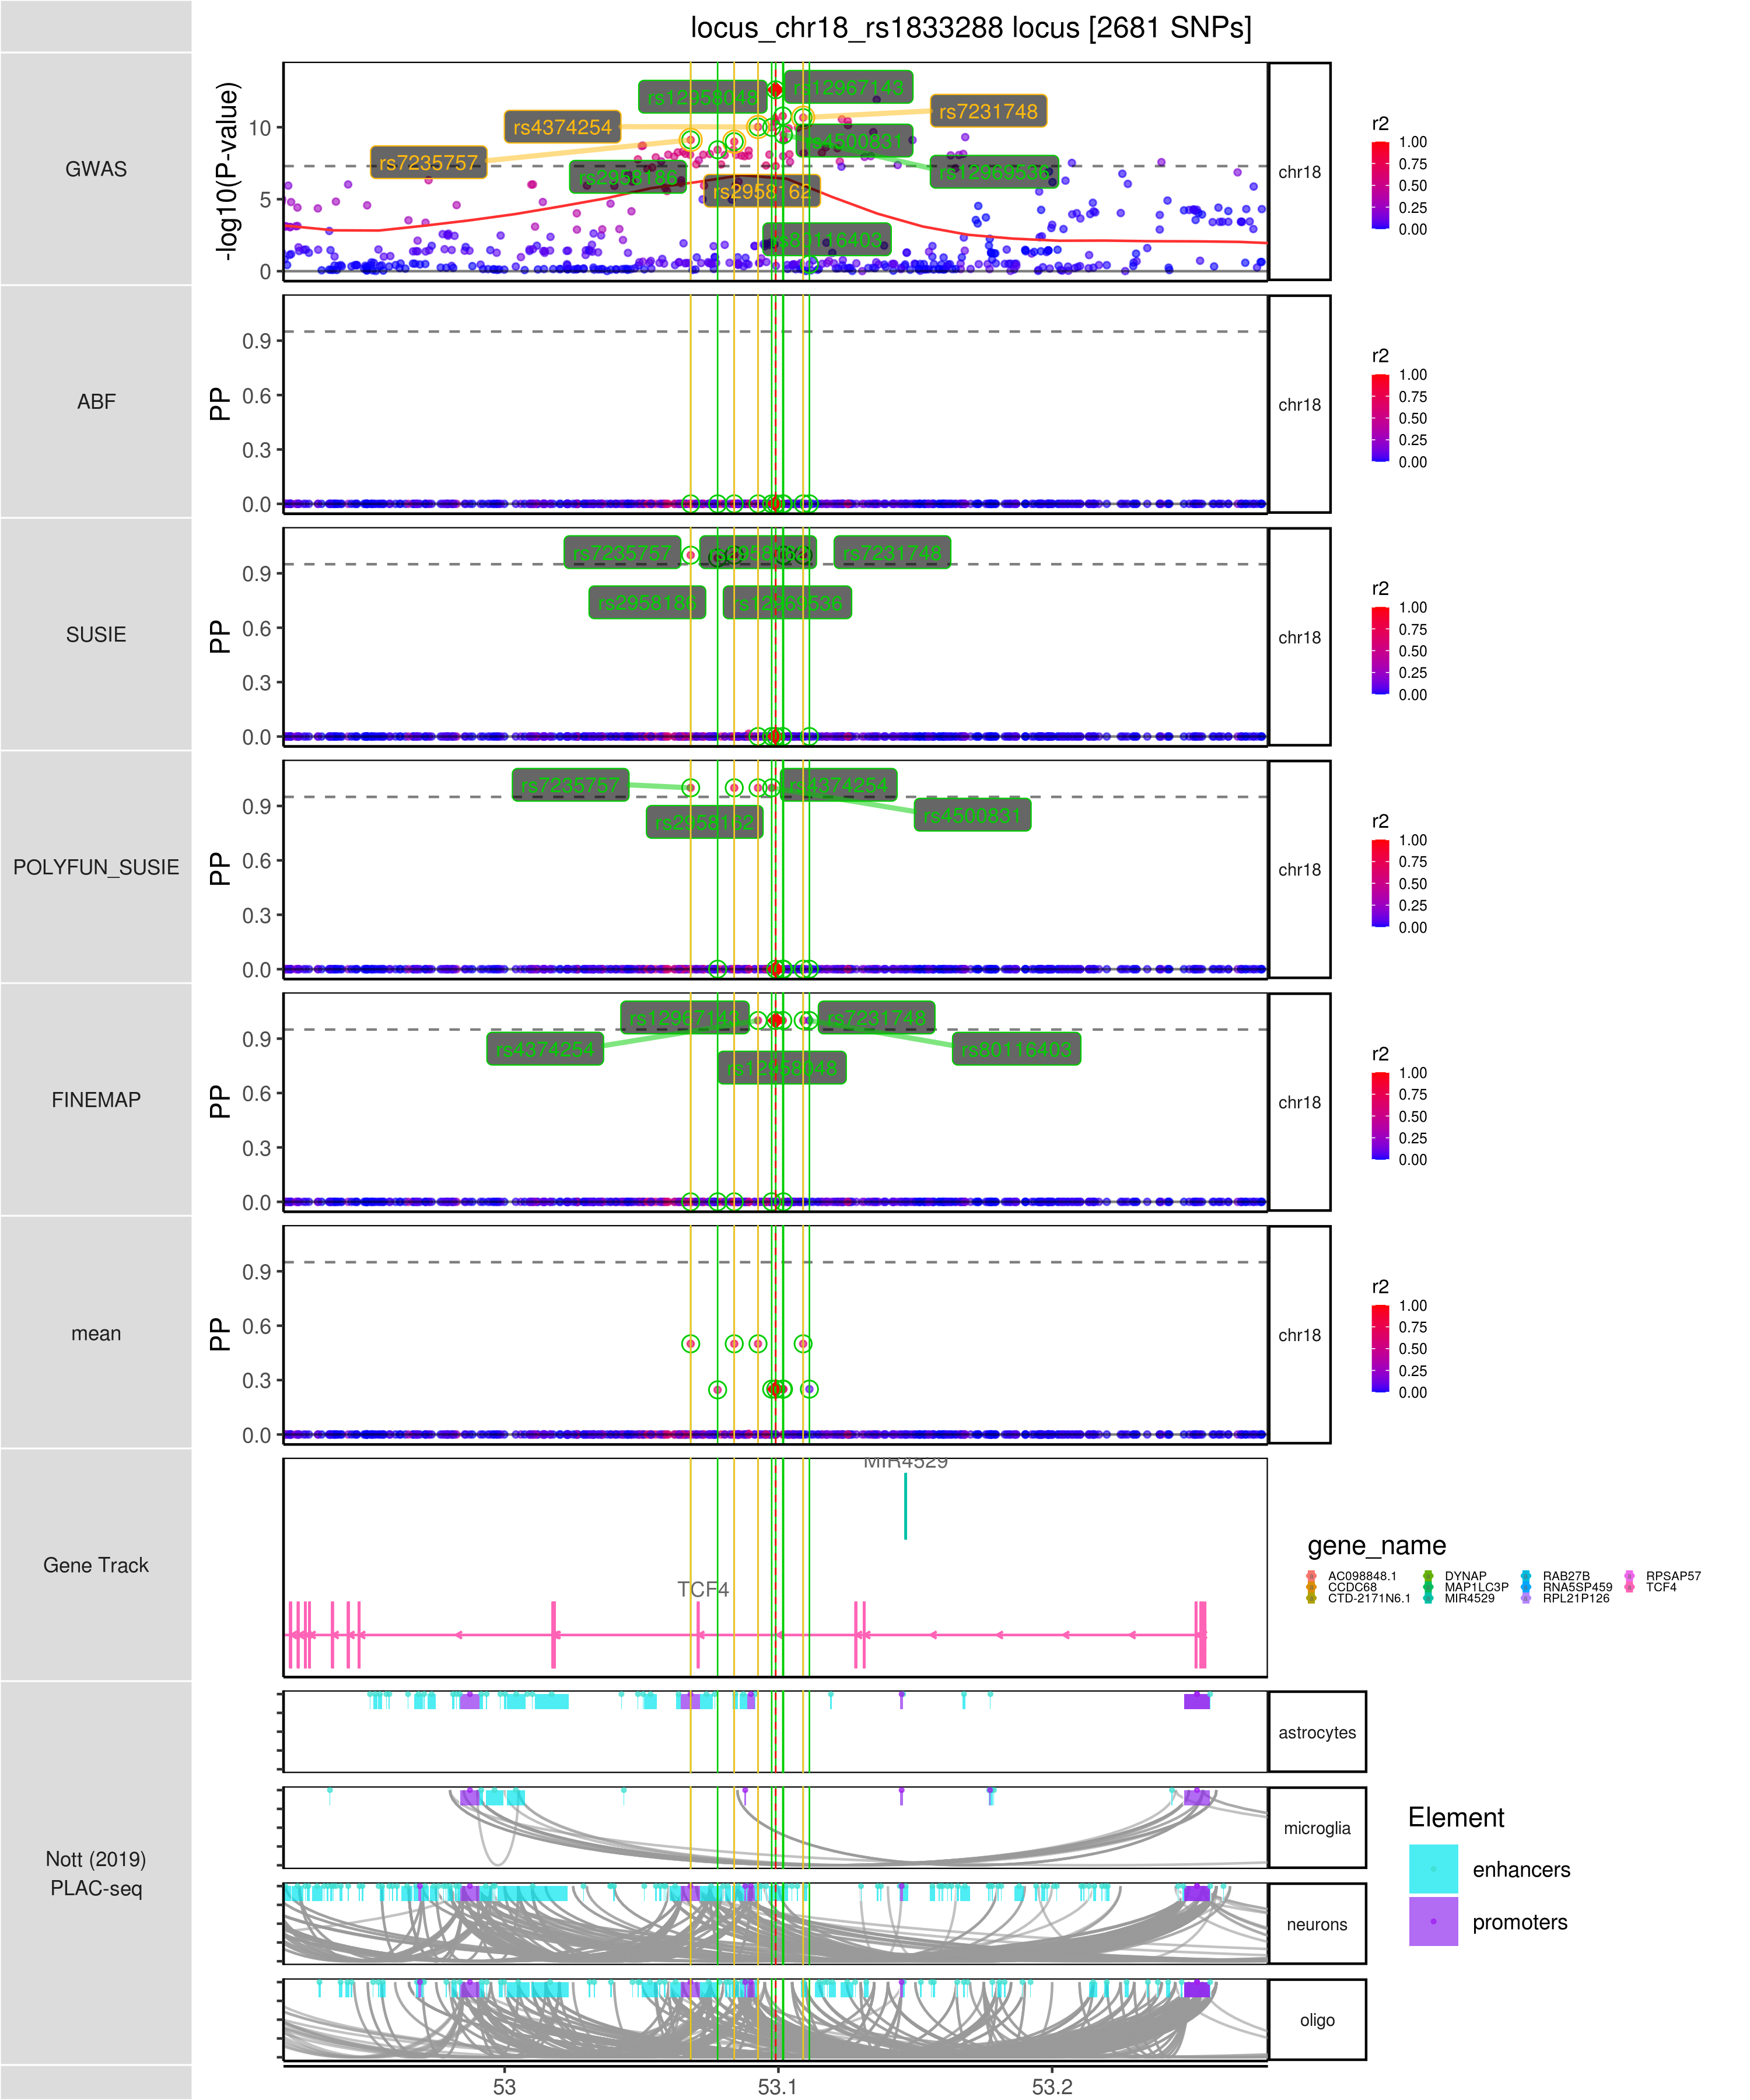 locus_chr18_rs1833288 locus [2681 SNPs]
GWAS
-log10(P-value)
10
5
0
rs12958048
rs12967143
rs4374254
rs7231748
rs7235757
rs4500831
rs2958186
rs12969536
rs2958162
rs80116403
chr18
r2
1.00
0.75
0.50
0.25
0.00
ABF
PP
0.9
0.6
0.3
0.0
chr18
r2
1.00
0.75
0.50
0.25
0.00
SUSIE
PP
0.9
0.6
0.3
0.0
rs7235757
rs7231748
rs2958186
rs12969536
chr18
r2
1.00
0.75
0.50
0.25
0.00
POLYFUN_SUSIE
PP
0.9
0.6
0.3
0.0
rs7235757
rs4374254
rs2958162
rs4500831
chr18
r2
1.00
0.75
0.50
0.25
0.00
FINEMAP
PP
0.9
0.6
0.3
0.0
rs12967143
rs7231748
rs4374254
rs80116403
rs12958048
chr18
r2
1.00
0.75
0.50
0.25
0.00
mean
PP
0.9
0.6
0.3
0.0
chr18
r2
1.00
0.75
0.50
0.25
0.00
Gene Track
MIR4529
TCF4
gene_name
AC098848.1
CCDC68
CTD-2171N6.1
DYNAP
MAP1LC3P
MIR4529
RAB27B
RNA5SP459
RPL21P126
RPSAP57
TCF4
Nott (2019)
PLAC-seq
astrocytes
microglia
neurons
oligo
Element
enhancers
promoters
53
53.1
53.2